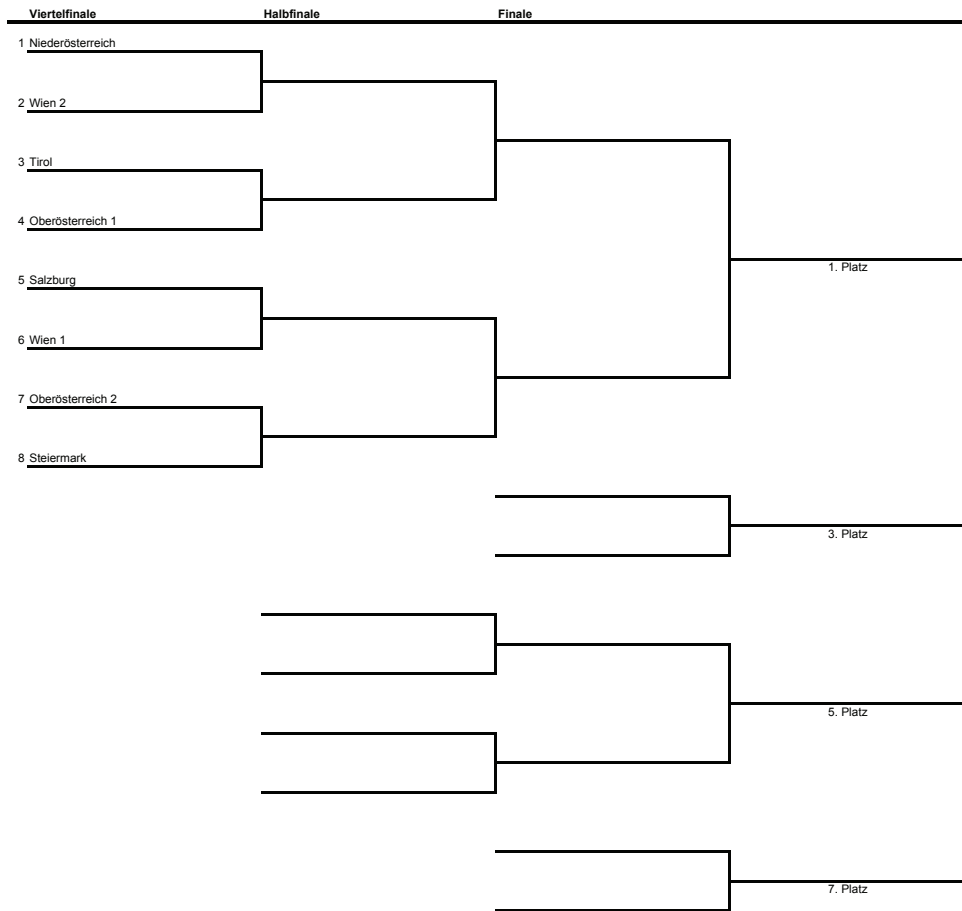 Viertelfinale Halbfinale Finale
1 Niederösterreich
2 Wien 2
3 Tirol
4 Oberösterreich 1
1. Platz
5 Salzburg
6 Wien 1
7 Oberösterreich 2
8 Steiermark
3. Platz
5. Platz
7. Platz